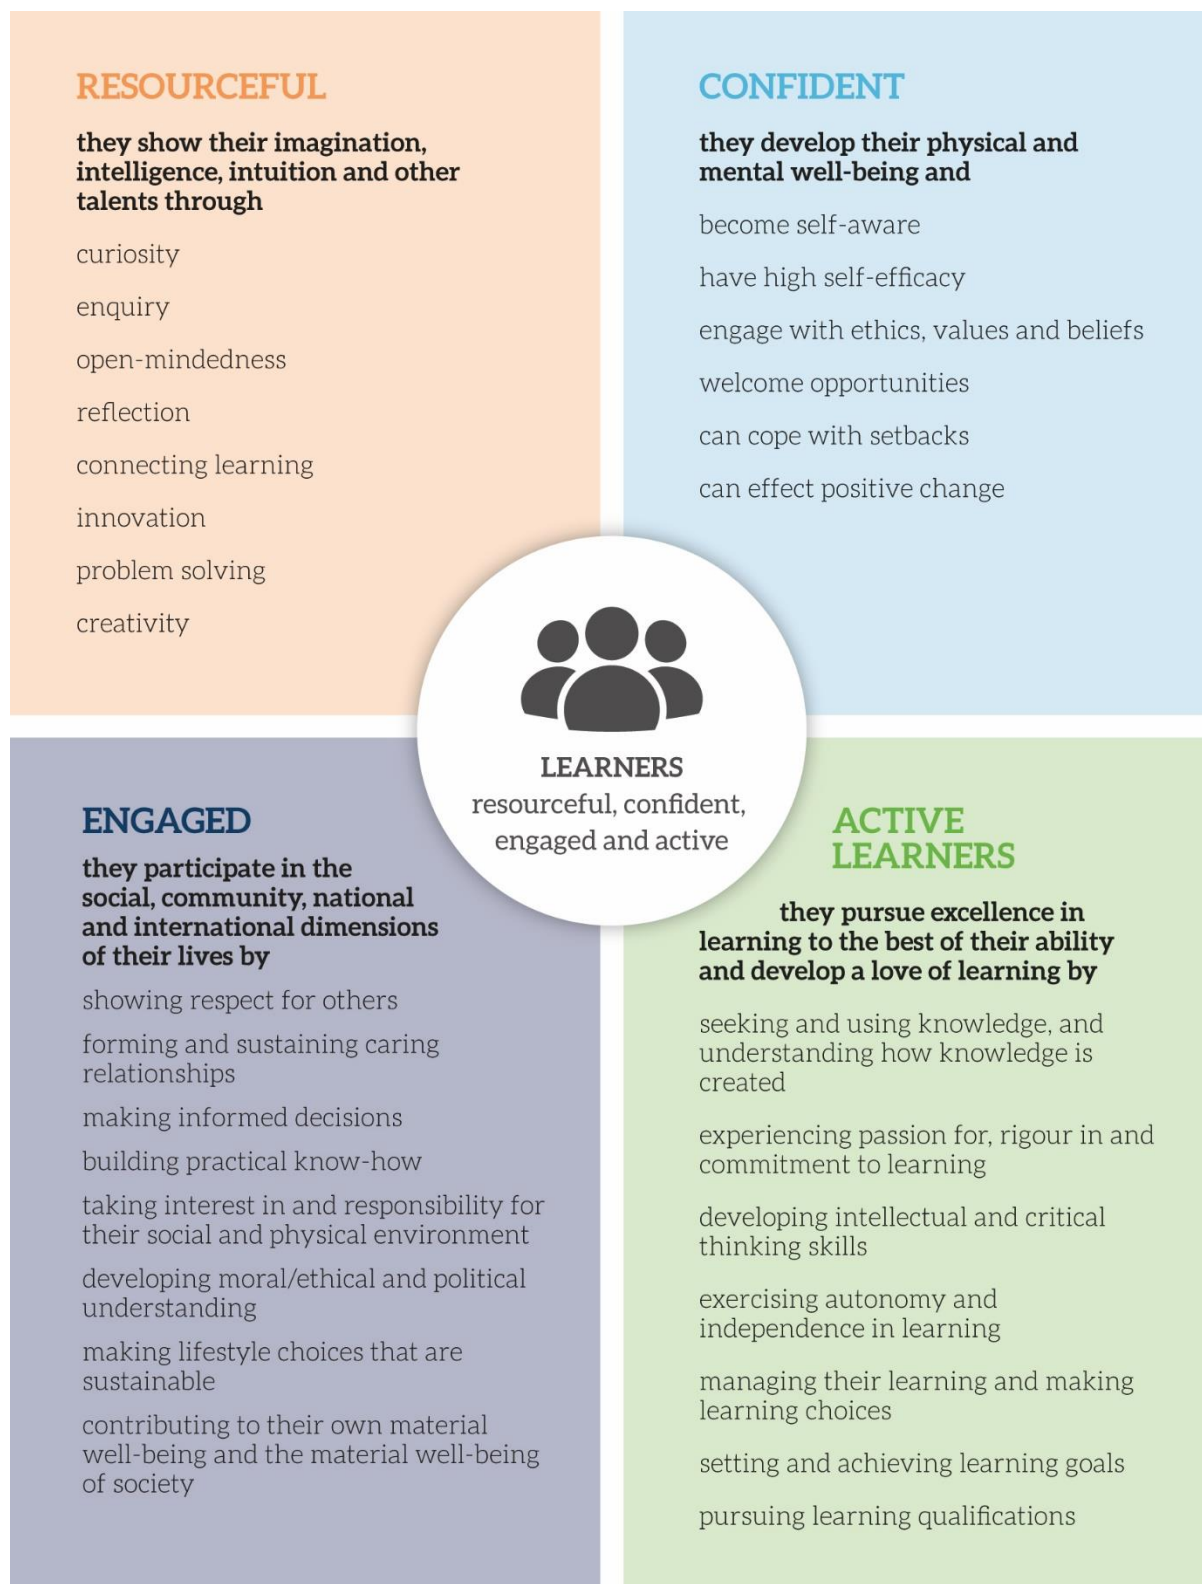 RESOURCEFUL
they show their imagination,
intelligence, intuition and other
talents through
curiosity
enquiry
open-mindedness
reflection
connecting learning
innovation
problem solving
creativity
CONFIDENT
they develop their physical and
mental well-being and
become self-aware
have high self-efficacy
engage with ethics, values and beliefs
welcome opportunities
can cope with setbacks
can effect positive change
LEARNERS
resourceful, confident,
engaged and active
ENGAGED
they participate in the
social, community, national
and international dimensions
of their lives by
showing respect for others
forming and sustaining caring
relationships
making informed decisions
building practical know-how
taking interest in and responsibility for
their social and physical environment
developing moral/ethical and political
understanding
making lifestyle choices that are
sustainable
contributing to their own material
well-being and the material well-being
of society
ACTIVE
LEARNERS
they pursue excellence in
learning to the best of their ability
and develop a love of learning by
seeking and using knowledge, and
understanding how knowledge is
created
experiencing passion for, rigour in and
commitment to learning
developing intellectual and critical
thinking skills
exercising autonomy and
independence in learning
managing their learning and making
learning choices
setting and achieving learning goals
pursuing learning qualifications